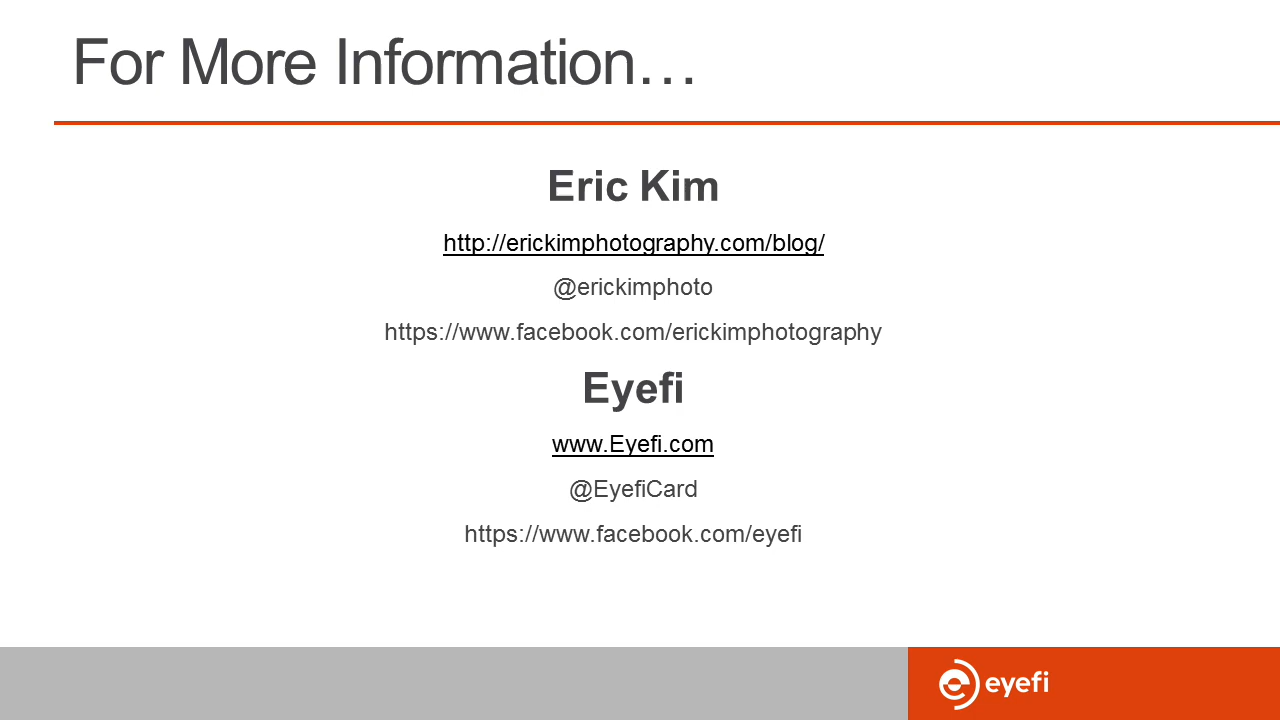 For More Information…
Eric Kim
http://erickimphotography.com/blog/
@erickimphoto
https://www.facebook.com/erickimphotography
Eyefi
www.Eyefi.com
@EyefiCard
https://www.facebook.com/eyefi
eyefi